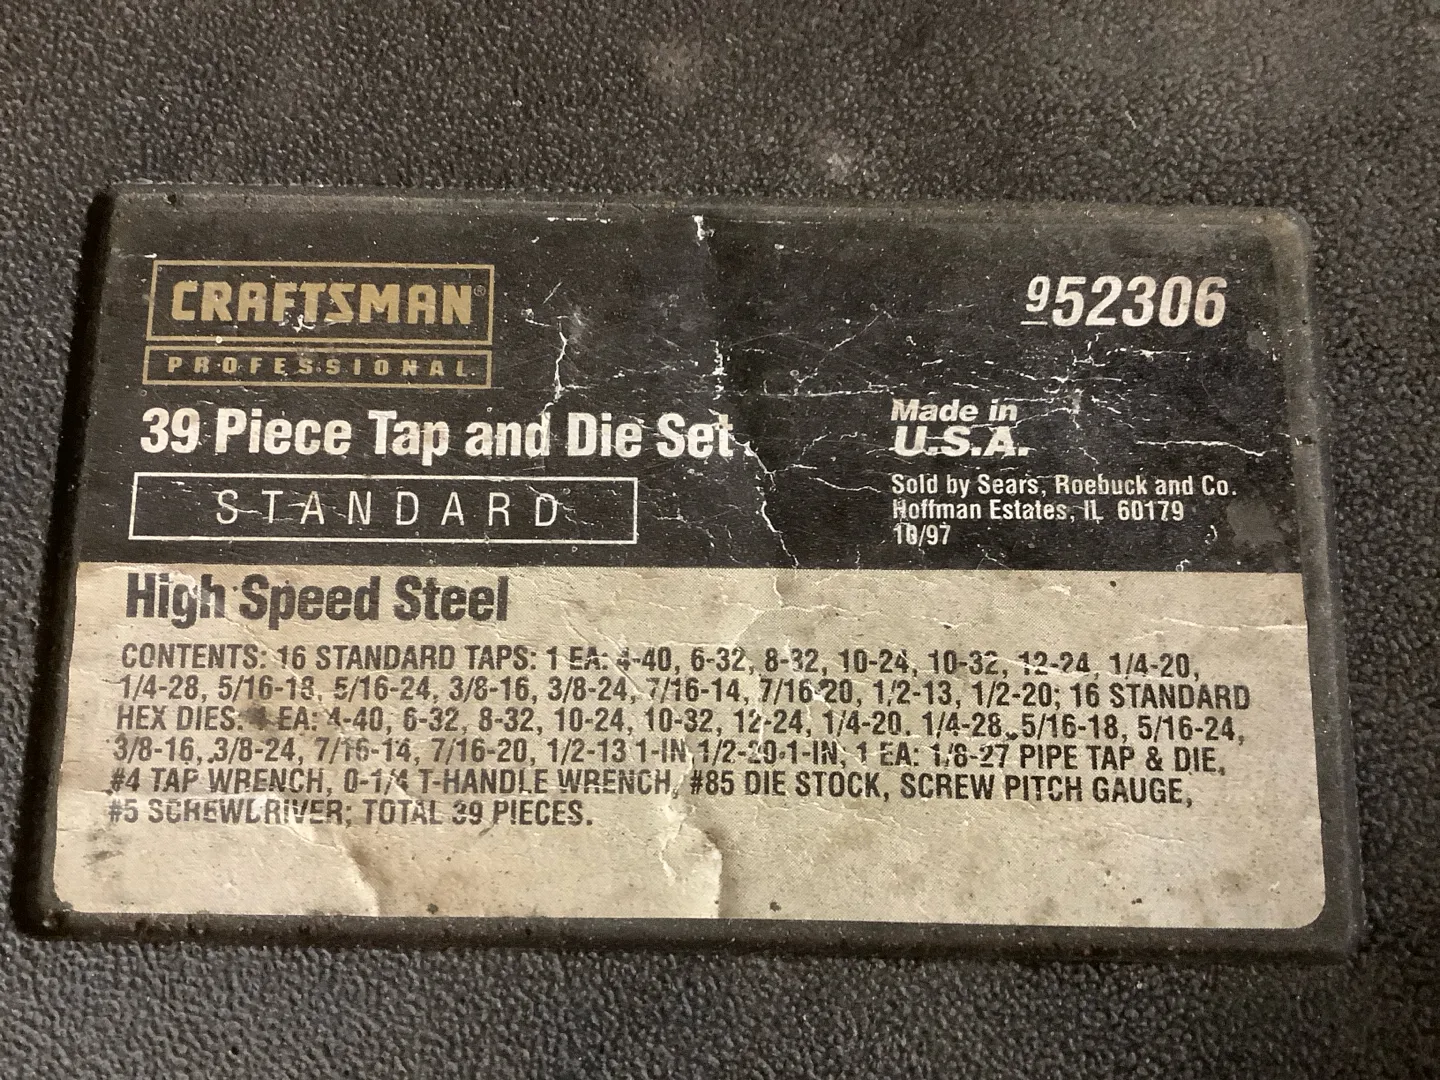 CRAFTSMAN®
PROFESSIONAL
952306
39 Piece Tap and Die Set
STANDARD
Made in
U.S.A.
Sold by Sears, Roebuck and Co.
Hoffman Estates, IL 60179
10/97
High Speed Steel
CONTENTS: 16 STANDARD TAPS: 1 EA: 4-40, 6-32, 8-32, 10-24, 10-32, 12-24, 1/4-20,
1/4-28, 5/16-18, 5/16-24, 3/8-16, 3/8-24, 7/16-14, 7/16-20, 1/2-13, 1/2-20; 16 STANDARD
HEX DIES: 1 EA: 4-40, 6-32, 8-32, 10-24, 10-32, 12-24, 1/4-20, 1/4-28, 5/16-18, 5/16-24,
3/8-16, 3/8-24, 7/16-14, 7/16-20, 1/2-13 1-IN, 1/2-20 1-IN, 1 EA: 1/8-27 PIPE TAP & DIE,
#4 TAP WRENCH, 0-1/4 T-HANDLE WRENCH, #85 DIE STOCK, SCREW PITCH GAUGE,
#5 SCREWDRIVER; TOTAL 39 PIECES.